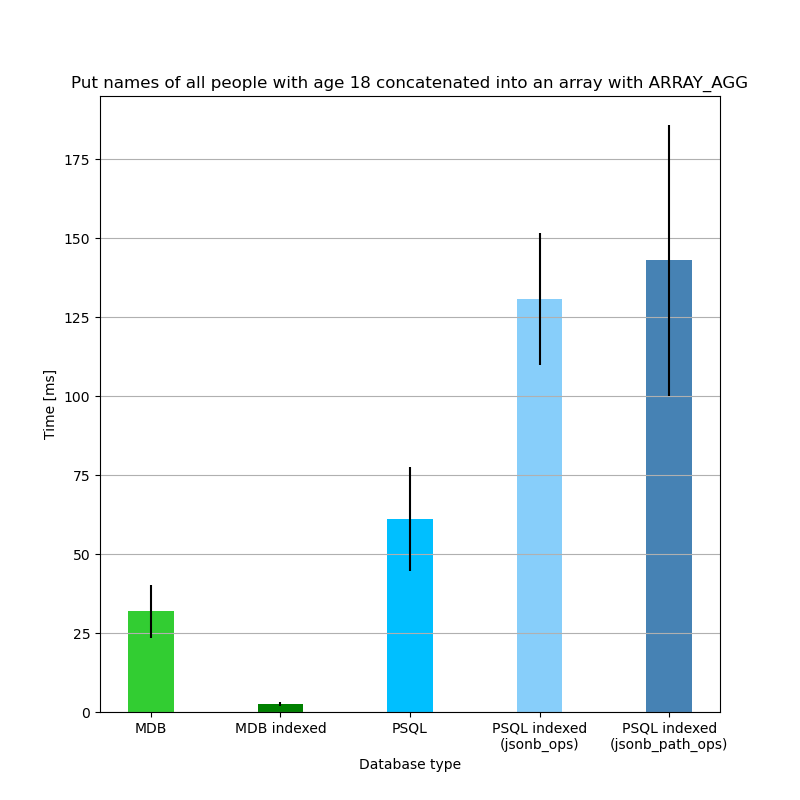 Put names of all people with age 18 concatenated into an array with ARRAY_AGG
Time [ms]
175
150
125
100
75
50
25
0
MDB
MDB indexed
PSQL
PSQL indexed
(jsonb_ops)
PSQL indexed
(jsonb_path_ops)
Database type